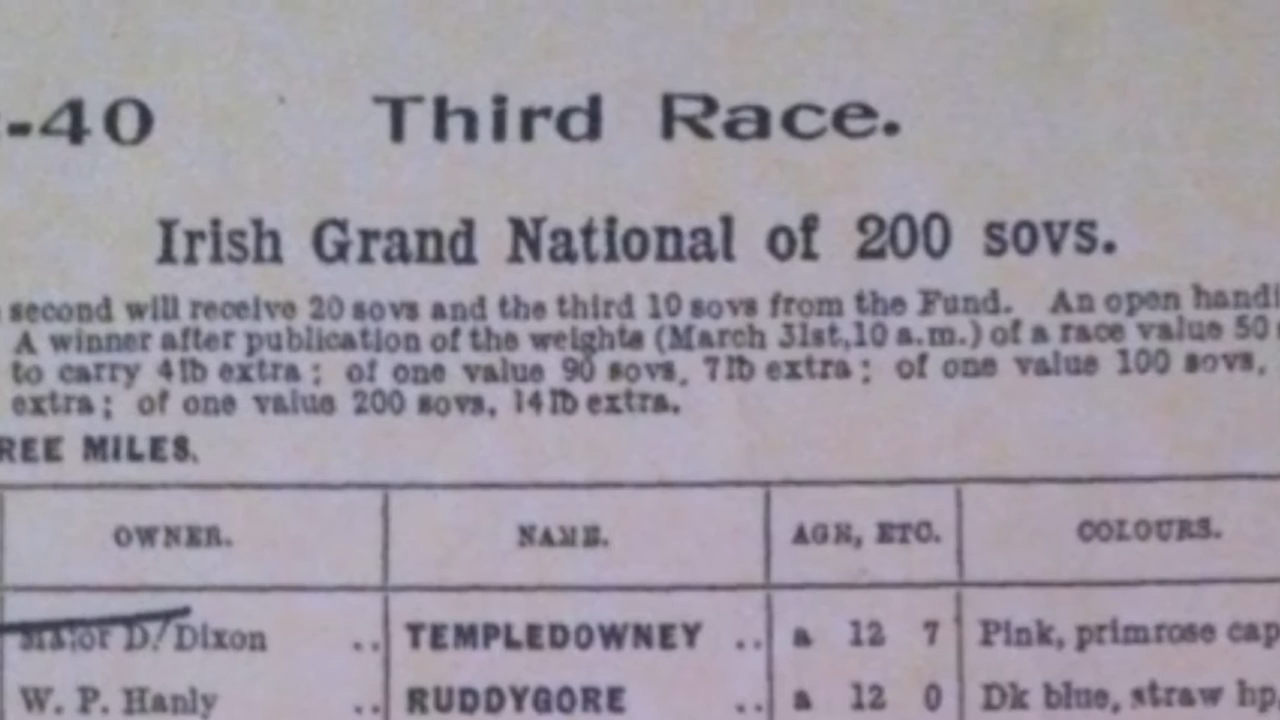 -40 Third Race.
Irish Grand National of 200 sovs.
second will receive 20 sovs and the third 10 sovs from the Fund. An open handi
A winner after publication of the weights (March 31st,10 a.m.) of a race value 50
to carry 4lb extra; of one value 90 sovs, 7lb extra; of one value 100 sovs,
extra; of one value 200 sovs, 14lb extra.
REE MILES.
OWNER. NAME. AGE, ETC. COLOURS.
Major D. Dixon .. TEMPLEDOWNEY .. a 12 7 Pink, primrose cap
W. P. Hanly .. RUDDYGORE .. a 12 0 Dk blue, straw hp